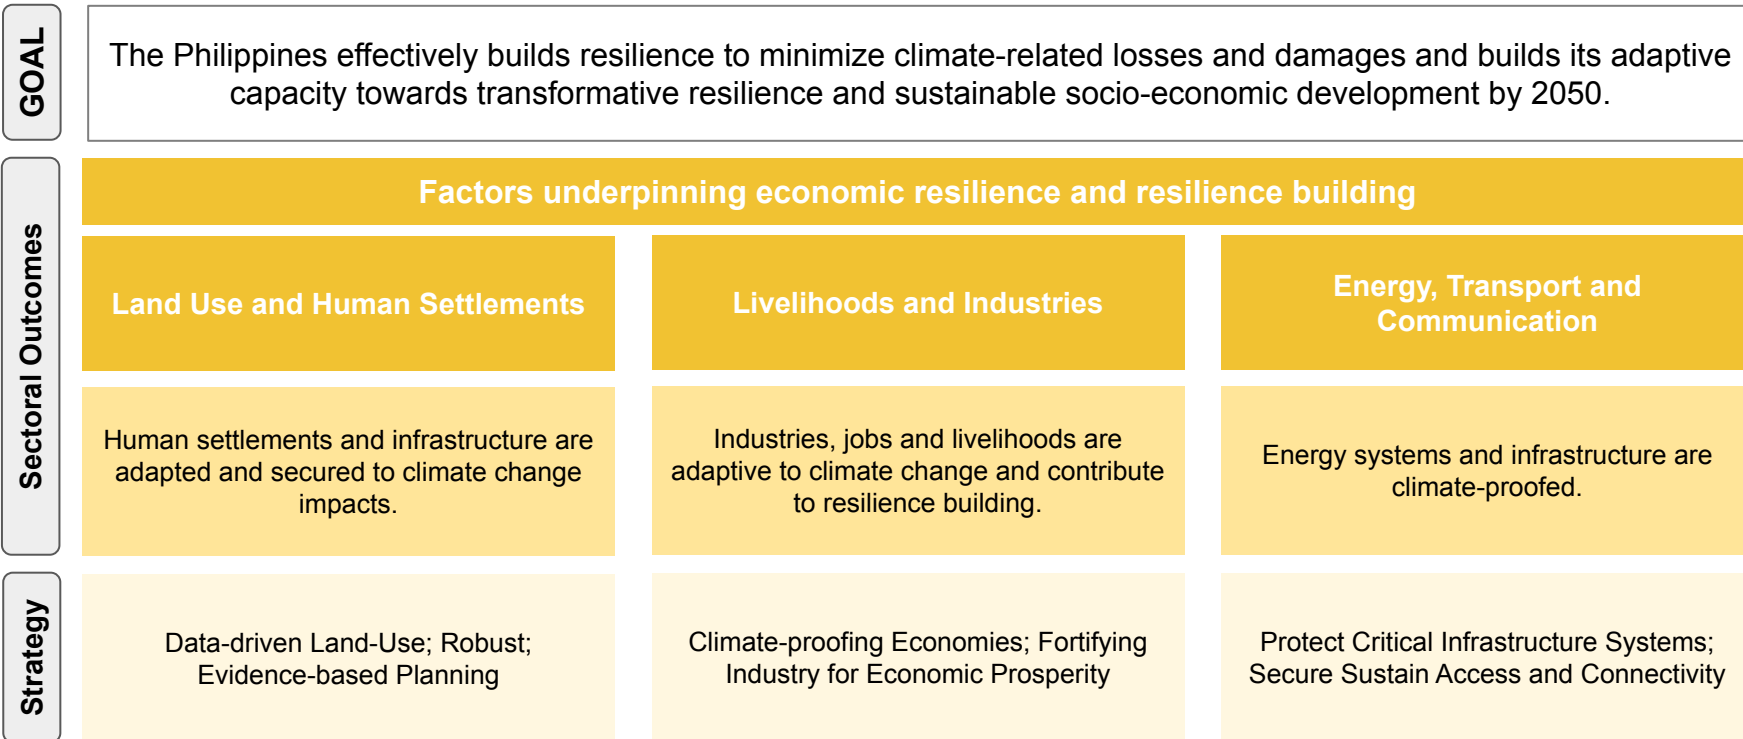 GOAL
The Philippines effectively builds resilience to minimize climate-related losses and damages and builds its adaptive
capacity towards transformative resilience and sustainable socio-economic development by 2050.
Sectoral Outcomes
Factors underpinning economic resilience and resilience building
Land Use and Human Settlements
Livelihoods and Industries
Energy, Transport and
Communication
Human settlements and infrastructure are
adapted and secured to climate change
impacts.
Industries, jobs and livelihoods are
adaptive to climate change and contribute
to resilience building.
Energy systems and infrastructure are
climate-proofed.
Strategy
Data-driven Land-Use; Robust;
Evidence-based Planning
Climate-proofing Economies; Fortifying
Industry for Economic Prosperity
Protect Critical Infrastructure Systems;
Secure Sustain Access and Connectivity